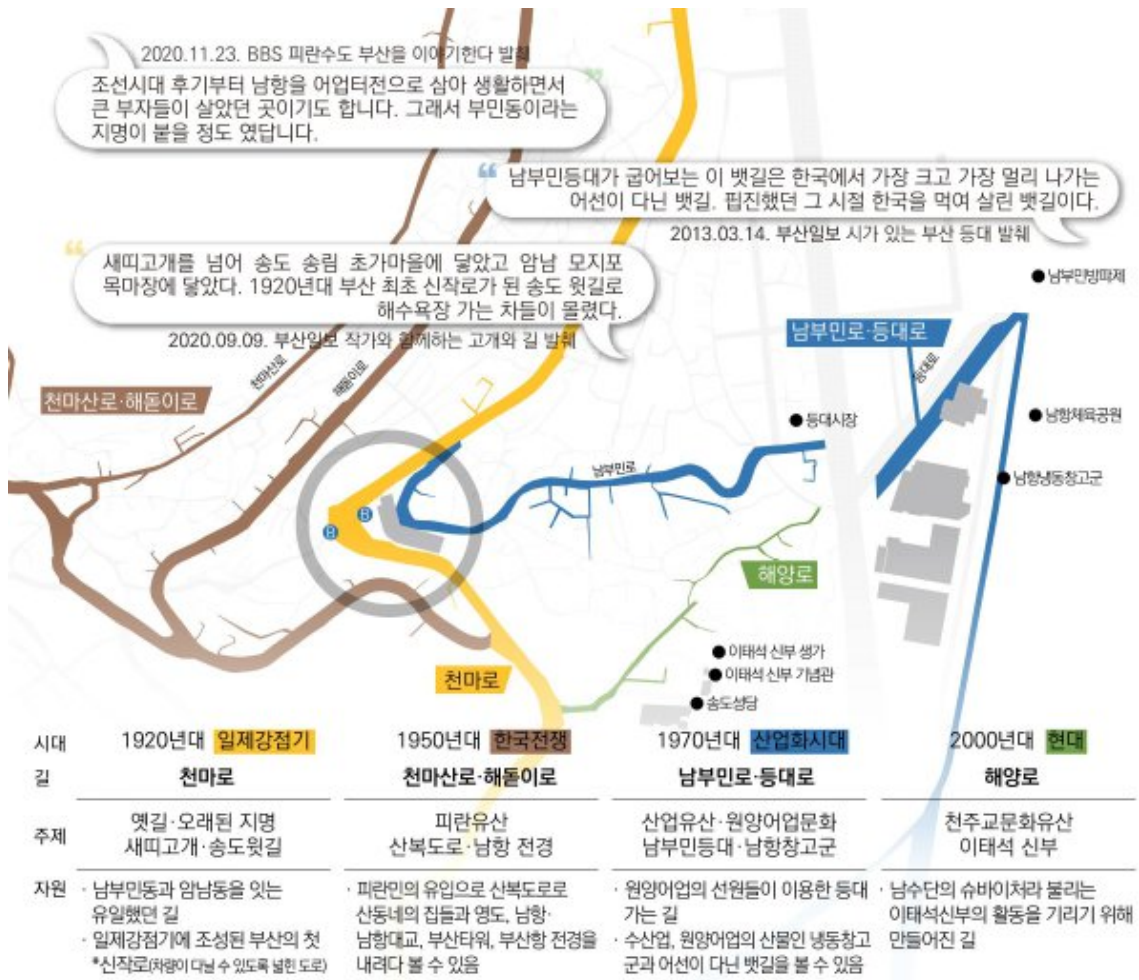 2020.11.23. BBS 피란수도 부산을 이야기한다 발췌
조선시대 후기부터 남항을 어업터전으로 삼아 생활하면서
큰 부자들이 살았던 곳이기도 합니다. 그래서 부민동이라는
지명이 붙을 정도 였답니다.
남부민등대가 굽어보는 이 뱃길은 한국에서 가장 크고 가장 멀리 나가는
어선이 다닌 뱃길. 핍진했던 그 시절 한국을 먹여 살린 뱃길이다.
2013.03.14. 부산일보 시가 있는 부산 등대 발췌
새띠고개를 넘어 송도 송림 초가마을에 닿았고 암남 모지포
목마장에 닿았다. 1920년대 부산 최초 신작로가 된 송도 윗길로
해수욕장 가는 차들이 몰렸다.
2020.09.09. 부산일보 작가와 함께하는 고개와 길 발췌
남부민방파제
남부민로·등대로
등대로
천마산로
해돋이로
천마산로·해돋이로
등대시장
남항체육공원
남부민로
남항냉동창고군
B
B
해양로
이태석 신부 생가
이태석 신부 기념관
송도성당
천마로
시대 1920년대 일제강점기 1950년대 한국전쟁 1970년대 산업화시대 2000년대 현대
길 천마로 천마산로·해돋이로 남부민로·등대로 해양로
주제
옛길·오래된 지명 피란유산 산업유산·원양어업문화 천주교문화유산
새띠고개·송도윗길 산복도로·남항 전경 남부민등대·남항창고군 이태석 신부
자원
· 남부민동과 암남동을 잇는
유일했던 길
· 일제강점기에 조성된 부산의 첫
*신작로(차량이 다닐 수 있도록 넓힌 도로)
· 피란민의 유입으로 산복도로로
산동네의 집들과 영도, 남항·
남항대교, 부산타워, 부산항 전경을
내려다 볼 수 있음
· 원양어업의 선원들이 이용한 등대
가는 길
· 수산업, 원양어업의 산물인 냉동창고
군과 어선이 다닌 뱃길을 볼 수 있음
· 남수단의 슈바이처라 불리는
이태석신부의 활동을 기리기 위해
만들어진 길